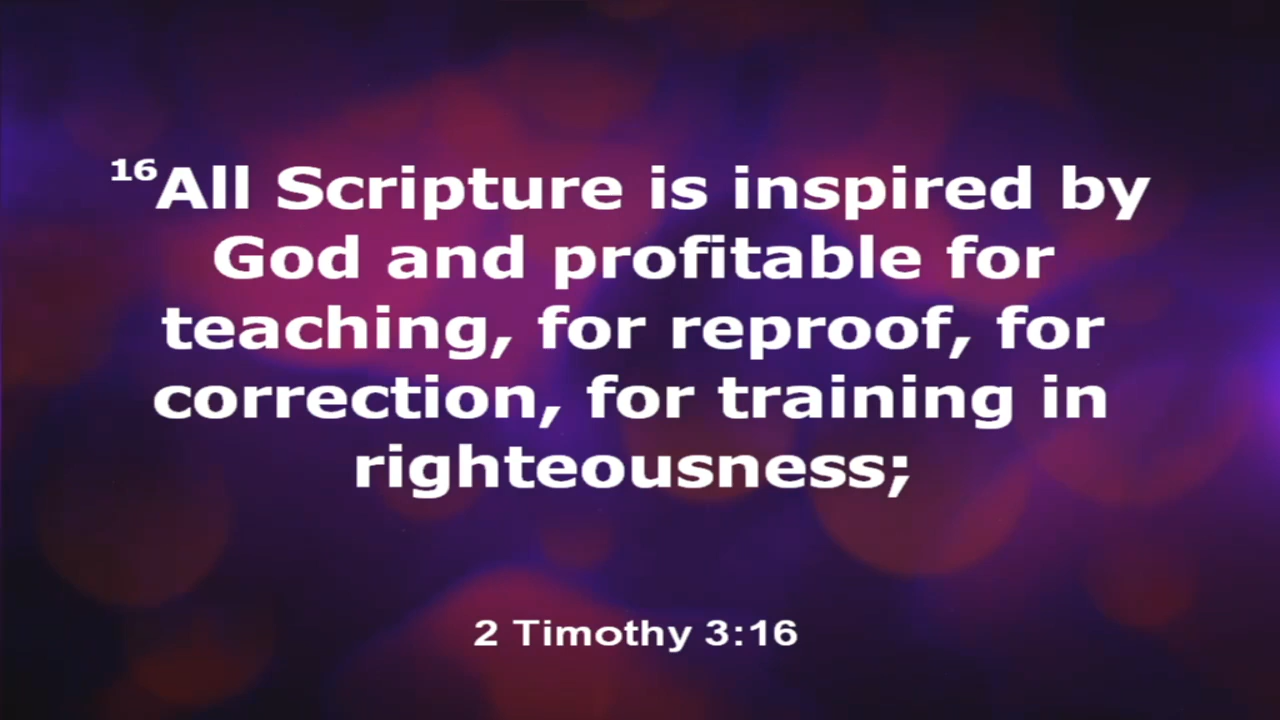 16All Scripture is inspired by
God and profitable for
teaching, for reproof, for
correction, for training in
righteousness;
2 Timothy 3:16